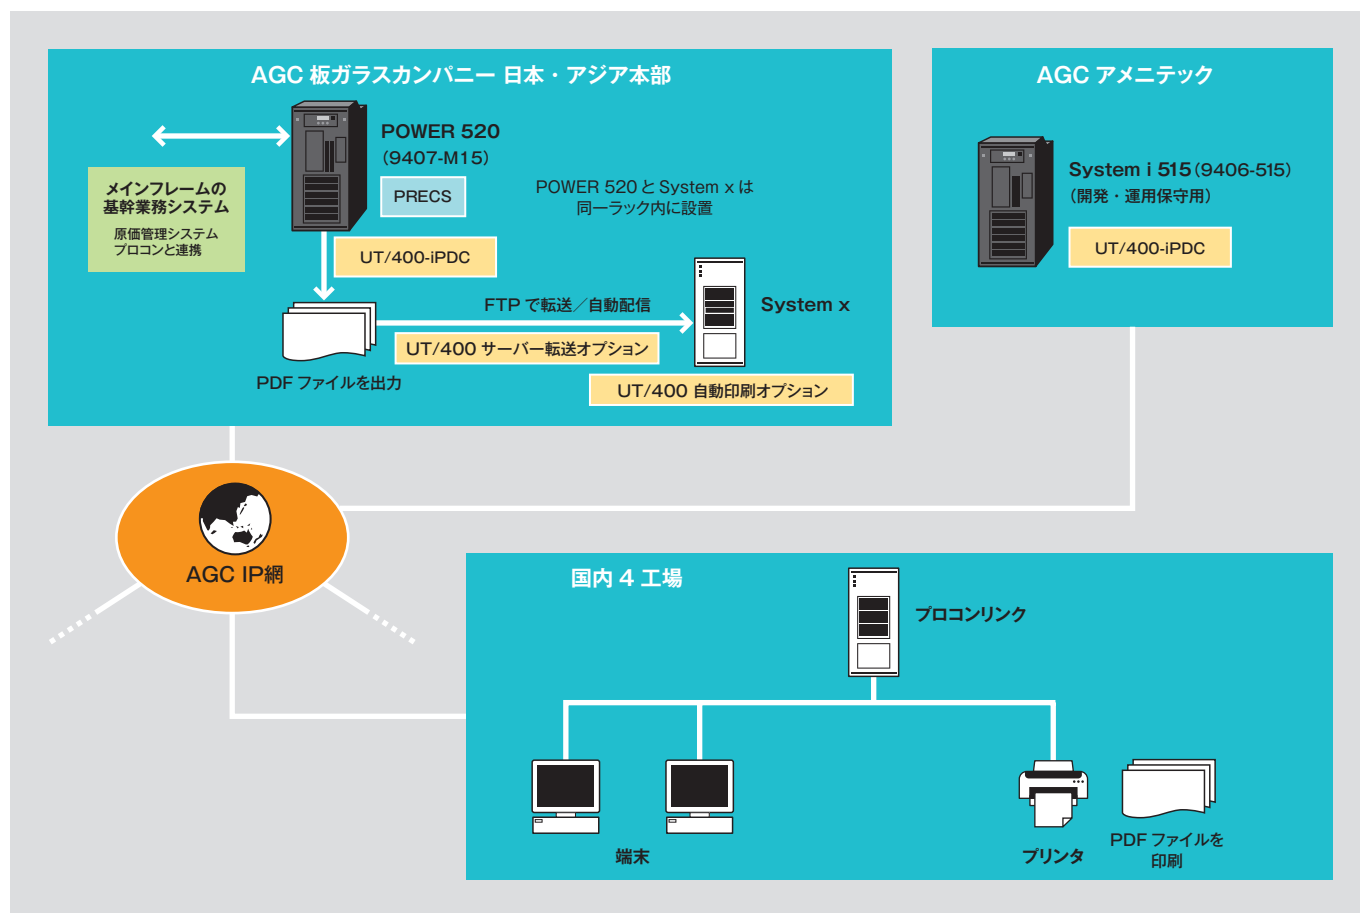 AGC 板ガラスカンパニー 日本・アジア本部
POWER 520
(9407-M15)
PRECS
メインフレームの
基幹業務システム
原価管理システム
プロコンと連携
POWER 520 と System x は
同一ラック内に設置
UT/400-iPDC
FTP で転送／自動配信
System x
UT/400 サーバー転送オプション
PDF ファイルを出力
UT/400 自動印刷オプション
AGC アメニテック
System i 515(9406-515)
(開発・運用保守用)
UT/400-iPDC
AGC IP網
国内 4 工場
プロコンリンク
端末
プリンタ
PDF ファイルを
印刷